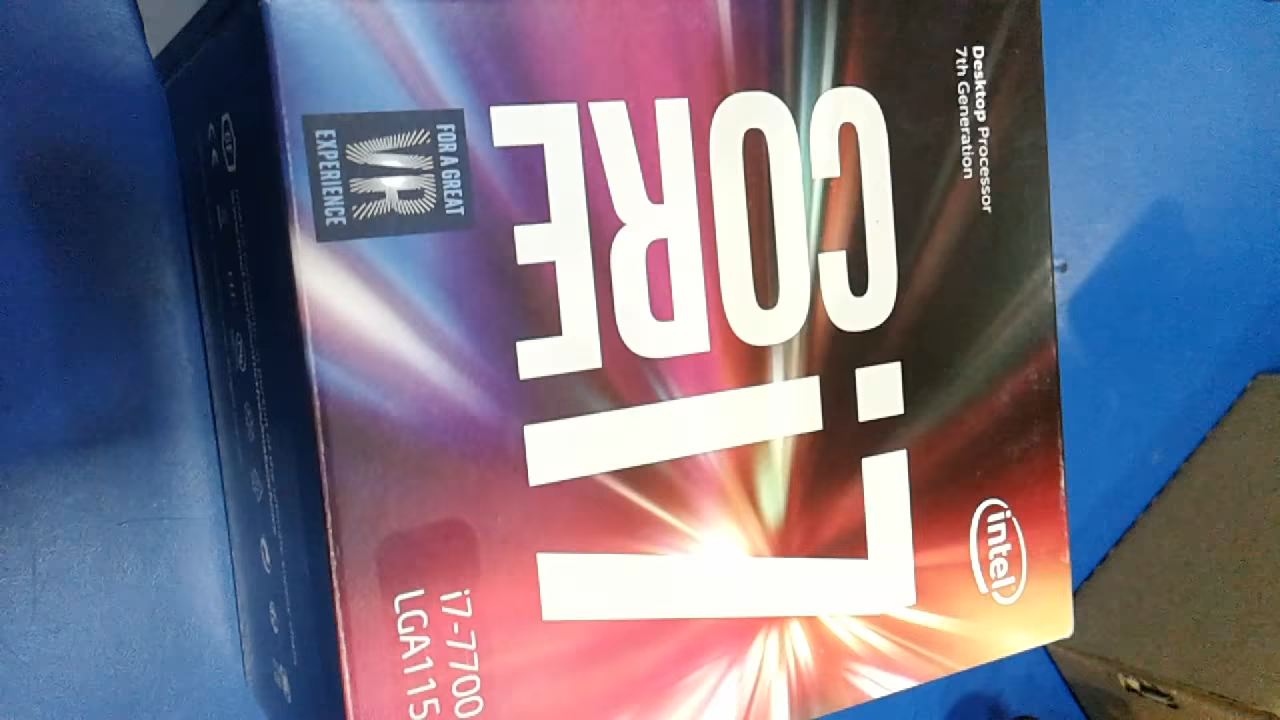 Desktop Processor
7th Generation
intel
CORE i7
FOR A GREAT
VR
EXPERIENCE
i7-7700
LGA115